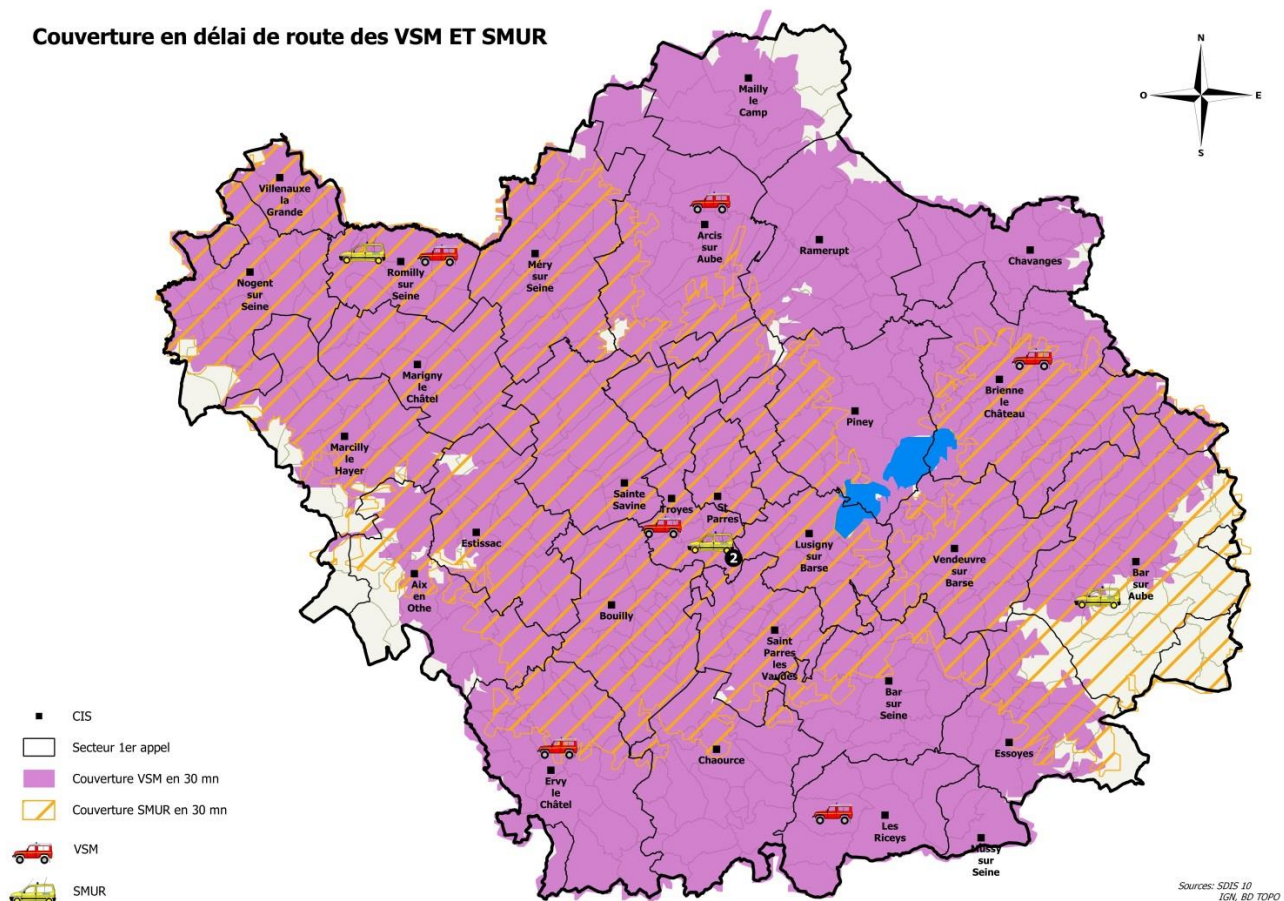 Couverture en délai de route des VSM ET SMUR
N
O
E
S
Mailly
le
Camp
Villenauxe
la
Grande
Arcis
sur
Aube
Ramerupt
Chavanges
Nogent
sur
Seine
Romilly
sur
Seine
Méry
sur
Seine
Marigny
le
Châtel
Brienne
le
Château
Piney
Marcilly
le
Hayer
Sainte
Savine
Troyes
St
Parres
2
Estissac
Lusigny
sur
Barse
Vendeuvre
sur
Barse
Bar
sur
Aube
Aix
en
Othe
Bouilly
Saint
Parres
les
Vaudes
Bar
sur
Seine
Essoyes
Chaource
Ervy
le
Châtel
Les
Riceys
Mussy
sur
Seine
CIS
Secteur 1er appel
Couverture VSM en 30 mn
Couverture SMUR en 30 mn
VSM
SMUR
Sources: SDIS 10
IGN, BD TOPO